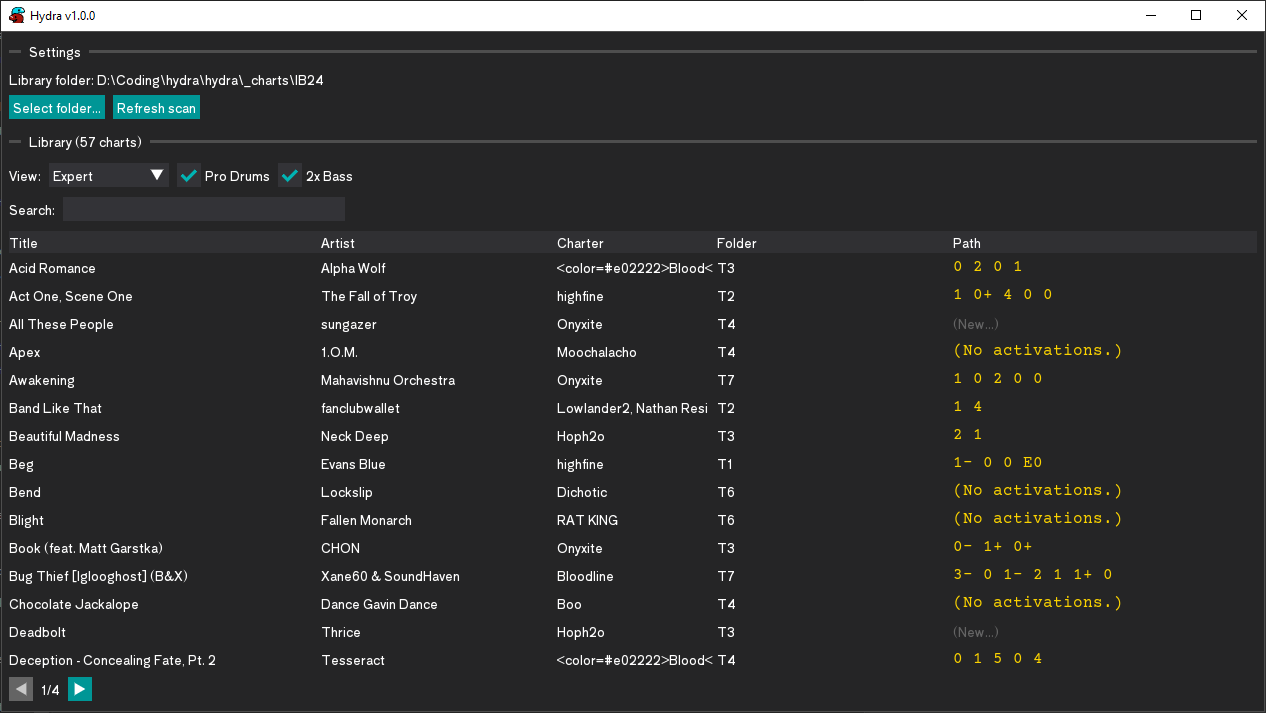 Hydra v1.0.0
Settings
Library folder: D:\Coding\hydra\hydra\_charts\IB24
Select folder... Refresh scan
Library (57 charts)
View: Expert Pro Drums 2x Bass
Search:
Title Artist Charter Folder Path
Acid Romance Alpha Wolf <color=#e02222>Blood< T3 0 2 0 1
Act One, Scene One The Fall of Troy highfine T2 1 0+ 4 0 0
All These People sungazer Onyxite T4 (New...)
Apex 1.O.M. Moochalacho T4 (No activations.)
Awakening Mahavishnu Orchestra Onyxite T7 1 0 2 0 0
Band Like That fanclubwallet Lowlander2, Nathan Resi T2 1 4
Beautiful Madness Neck Deep Hoph2o T3 2 1
Beg Evans Blue highfine T1 1- 0 0 E0
Bend Lockslip Dichotic T6 (No activations.)
Blight Fallen Monarch RAT KING T6 (No activations.)
Book (feat. Matt Garstka) CHON Onyxite T3 0- 1+ 0+
Bug Thief [Iglooghost] (B&X) Xane60 & SoundHaven Bloodline T7 3- 0 1- 2 1 1+ 0
Chocolate Jackalope Dance Gavin Dance Boo T4 (No activations.)
Deadbolt Thrice Hoph2o T3 (New...)
Deception - Concealing Fate, Pt. 2 Tesseract <color=#e02222>Blood< T4 0 1 5 0 4
1/4